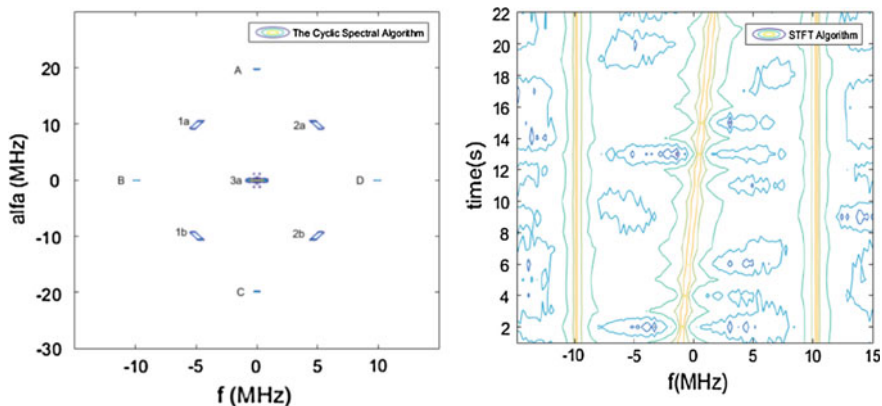 The Cyclic Spectral Algorithm
alfa (MHz)
20
10
0
-10
-20
-30
A
1a
2a
B
3a
D
1b
2b
C
-10
-5
0
5
10
f (MHz)
STFT Algorithm
time(s)
22
20
18
16
14
12
10
8
6
4
2
-10
-5
0
5
10
15
f(MHz)